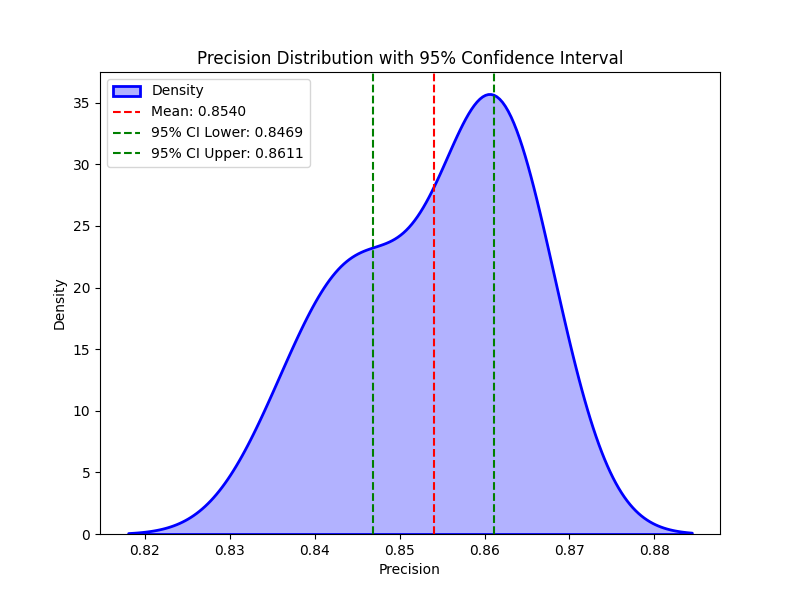 Precision Distribution with 95% Confidence Interval
Density
Mean: 0.8540
95% CI Lower: 0.8469
95% CI Upper: 0.8611
35
30
25
20
15
10
5
0
Density
0.82 0.83 0.84 0.85 0.86 0.87 0.88
Precision